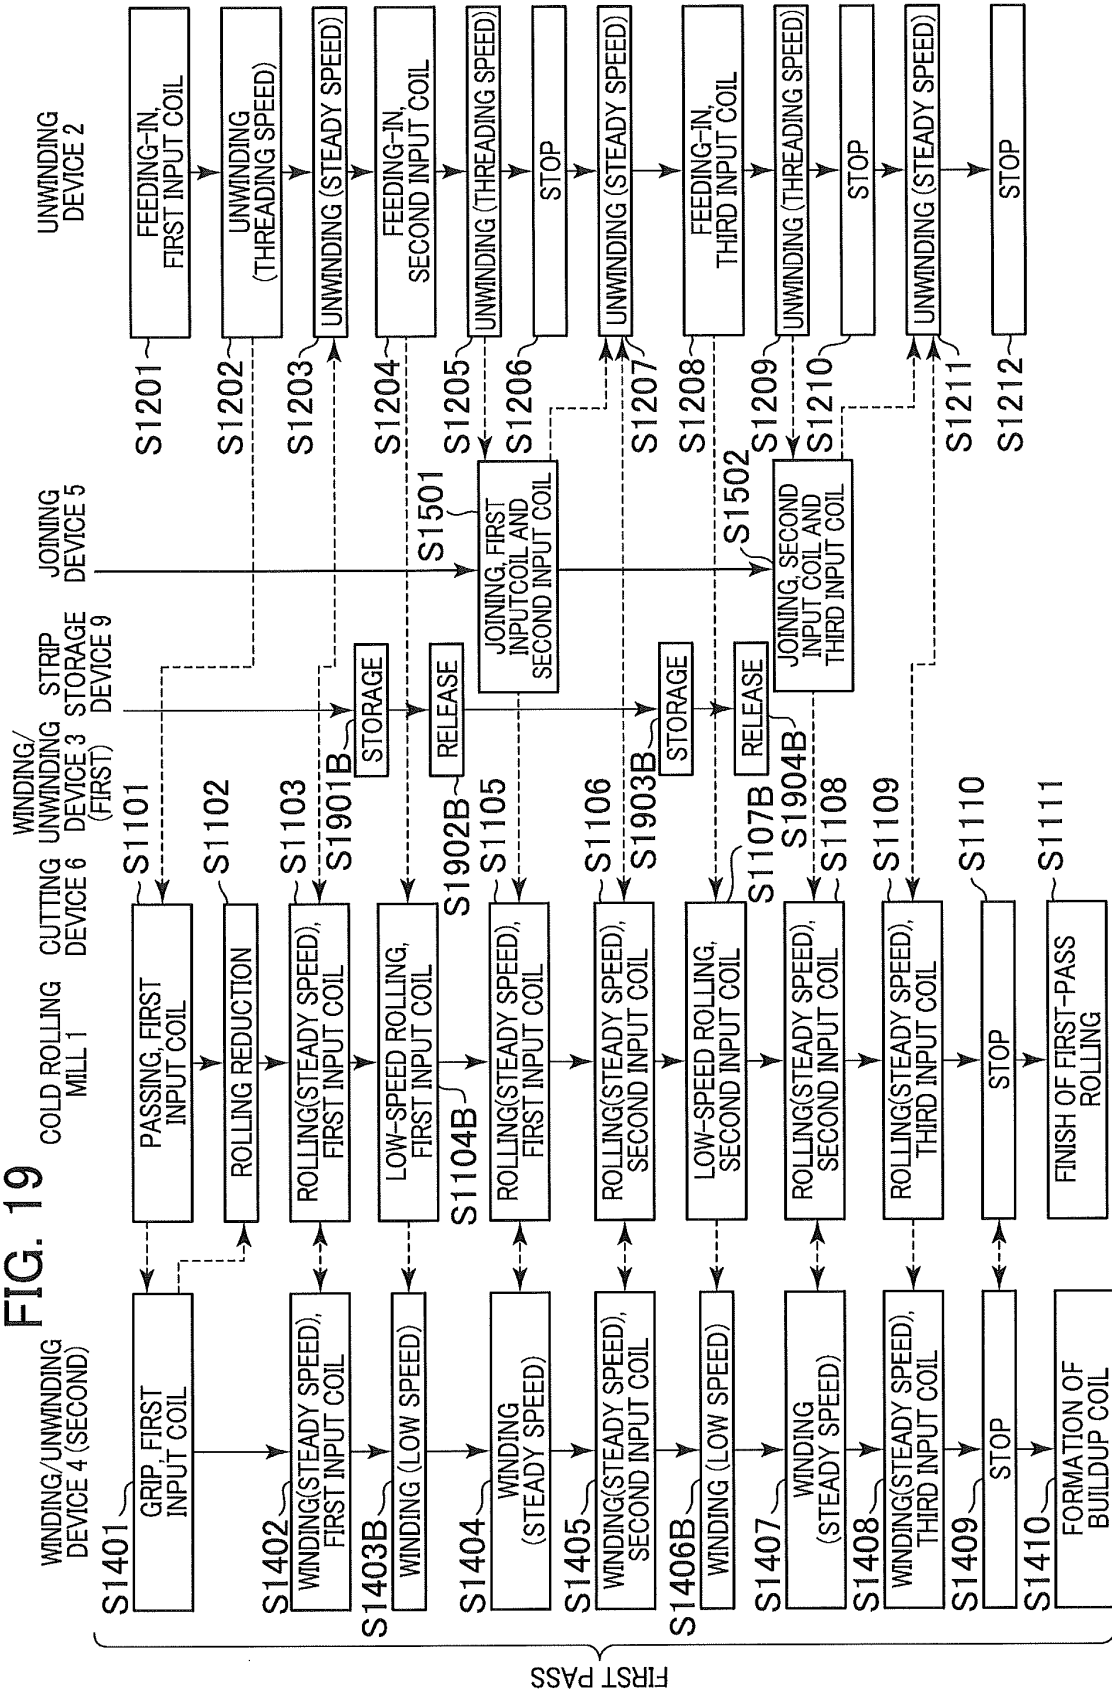 FIG. 19
WINDING/UNWINDING
DEVICE 4 (SECOND)
COLD ROLLING
MILL 1
CUTTING
DEVICE 6
WINDING/
UNWINDING
DEVICE 3
(FIRST)
STRIP
STORAGE
DEVICE 9
JOINING
DEVICE 5
UNWINDING
DEVICE 2
FIRST PASS
S1401
GRIP, FIRST
INPUT COIL
S1402
WINDING(STEADY SPEED),
FIRST INPUT COIL
S1403B
WINDING (LOW SPEED)
S1404
WINDING
(STEADY SPEED)
S1405
WINDING(STEADY SPEED),
SECOND INPUT COIL
S1406B
WINDING (LOW SPEED)
S1407
WINDING
(STEADY SPEED)
S1408
WINDING(STEADY SPEED),
THIRD INPUT COIL
S1409
STOP
S1410
FORMATION OF
BUILDUP COIL
S1101
PASSING, FIRST
INPUT COIL
S1102
ROLLING REDUCTION
S1103
ROLLING(STEADY SPEED),
FIRST INPUT COIL
LOW-SPEED ROLLING,
FIRST INPUT COIL
S1104B
S1105
ROLLING(STEADY SPEED),
FIRST INPUT COIL
S1106
ROLLING(STEADY SPEED),
SECOND INPUT COIL
LOW-SPEED ROLLING,
SECOND INPUT COIL
S1107B
S1108
ROLLING(STEADY SPEED),
SECOND INPUT COIL
S1109
ROLLING(STEADY SPEED),
THIRD INPUT COIL
S1110
STOP
S1111
FINISH OF FIRST-PASS
ROLLING
S1901B
STORAGE
S1902B
RELEASE
S1903B
STORAGE
S1904B
RELEASE
S1501
JOINING, FIRST
INPUTCOIL AND
SECOND INPUT COIL
S1502
JOINING, SECOND
INPUT COIL AND
THIRD INPUT COIL
S1201
FEEDING-IN,
FIRST INPUT COIL
S1202
UNWINDING
(THREADING SPEED)
S1203
UNWINDING (STEADY SPEED)
S1204
FEEDING-IN,
SECOND INPUT COIL
S1205
UNWINDING (THREADING SPEED)
S1206
STOP
S1207
UNWINDING (STEADY SPEED)
S1208
FEEDING-IN,
THIRD INPUT COIL
S1209
UNWINDING (THREADING SPEED)
S1210
STOP
S1211
UNWINDING (STEADY SPEED)
S1212
STOP